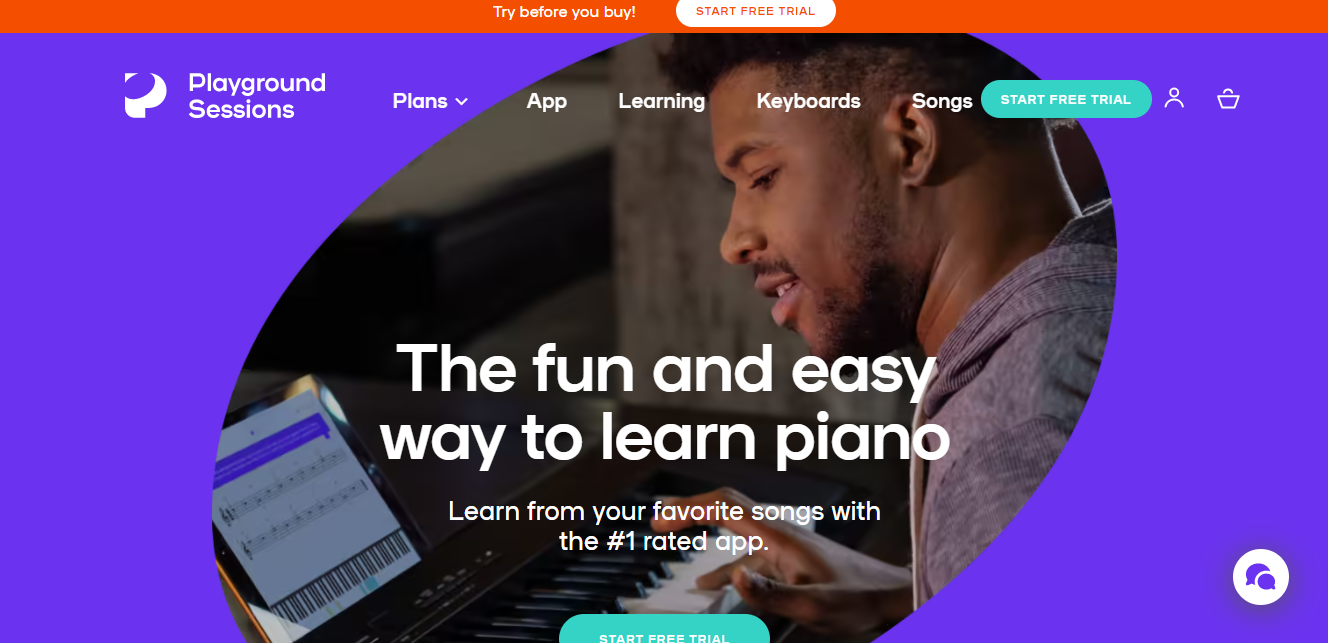 Try before you buy!
START FREE TRIAL
Playground
Sessions
Plans
App
Learning
Keyboards
Songs
START FREE TRIAL
The fun and easy
way to learn piano
Learn from your favorite songs with
the #1 rated app.
START FREE TRIAL